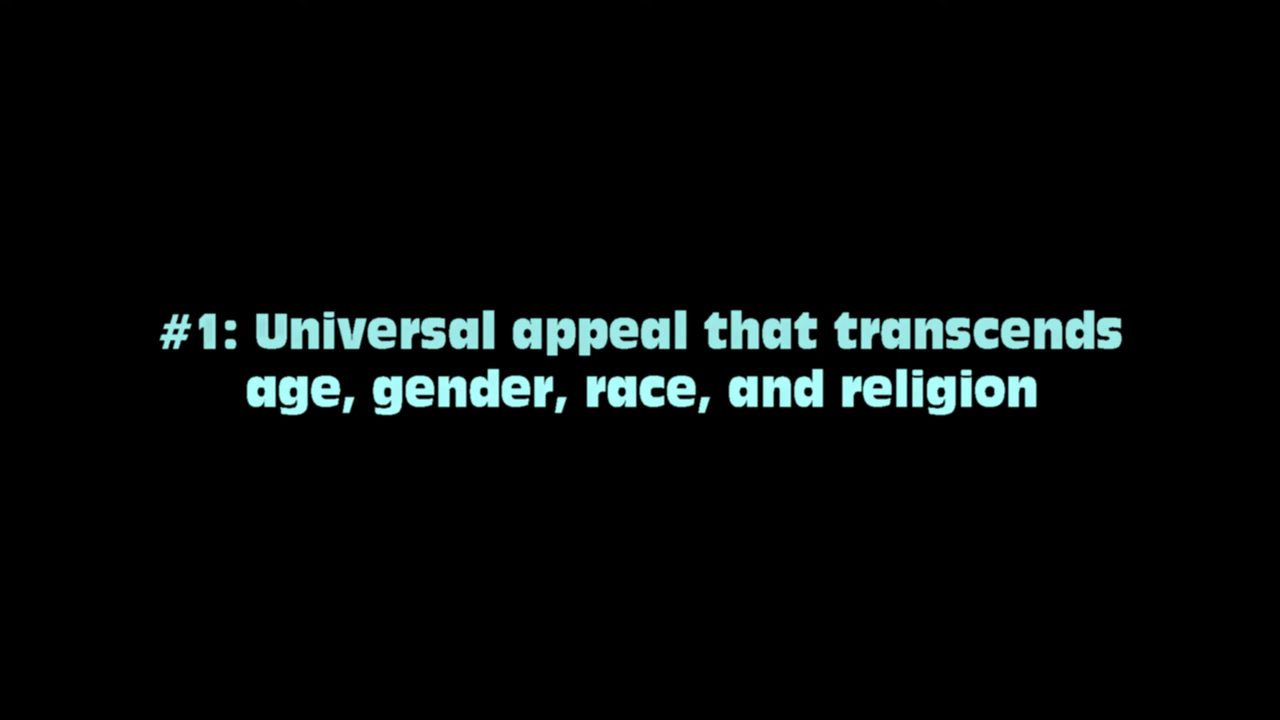 #1: Universal appeal that transcends
age, gender, race, and religion